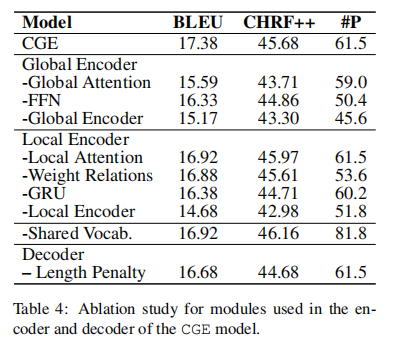 Model BLEU CHRF++ #P
CGE 17.38 45.68 61.5
Global Encoder
-Global Attention 15.59 43.71 59.0
-FFN 16.33 44.86 50.4
-Global Encoder 15.17 43.30 45.6
Local Encoder
-Local Attention 16.92 45.97 61.5
-Weight Relations 16.88 45.61 53.6
-GRU 16.38 44.71 60.2
-Local Encoder 14.68 42.98 51.8
-Shared Vocab. 16.92 46.16 81.8
Decoder
– Length Penalty 16.68 44.68 61.5
Table 4: Ablation study for modules used in the en-
coder and decoder of the CGE model.